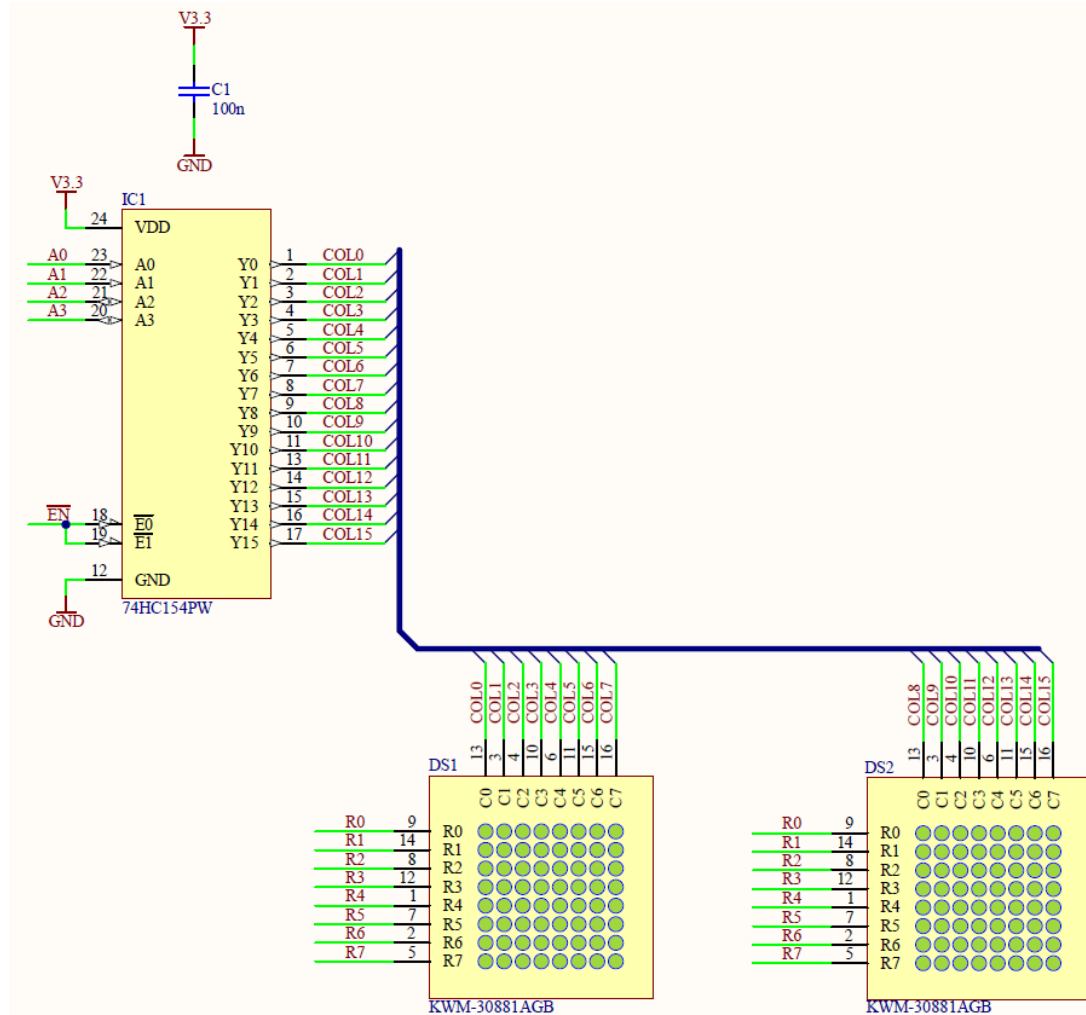 V3.3
C1
100n
GND
V3.3
IC1
24 VDD
A0 23 A0 Y0 1 COL0
A1 22 A1 Y1 2 COL1
A2 21 A2 Y2 3 COL2
A3 20 A3 Y3 4 COL3
Y4 5 COL4
Y5 6 COL5
Y6 7 COL6
Y7 8 COL7
Y8 9 COL8
Y9 10 COL9
Y10 11 COL10
Y11 13 COL11
Y12 14 COL12
Y13 15 COL13
EN 18 E0 Y14 16 COL14
19 E1 Y15 17 COL15
12 GND
74HC154PW
GND
COL0 COL1 COL2 COL3 COL4 COL5 COL6 COL7
13 3 4 10 6 11 15 16
DS1
C0 C1 C2 C3 C4 C5 C6 C7
R0 9 R0
R1 14 R1
R2 8 R2
R3 12 R3
R4 1 R4
R5 7 R5
R6 2 R6
R7 5 R7
KWM-30881AGB
COL8 COL9 COL10 COL11 COL12 COL13 COL14 COL15
13 3 4 10 6 11 15 16
DS2
C0 C1 C2 C3 C4 C5 C6 C7
R0 9 R0
R1 14 R1
R2 8 R2
R3 12 R3
R4 1 R4
R5 7 R5
R6 2 R6
R7 5 R7
KWM-30881AGB